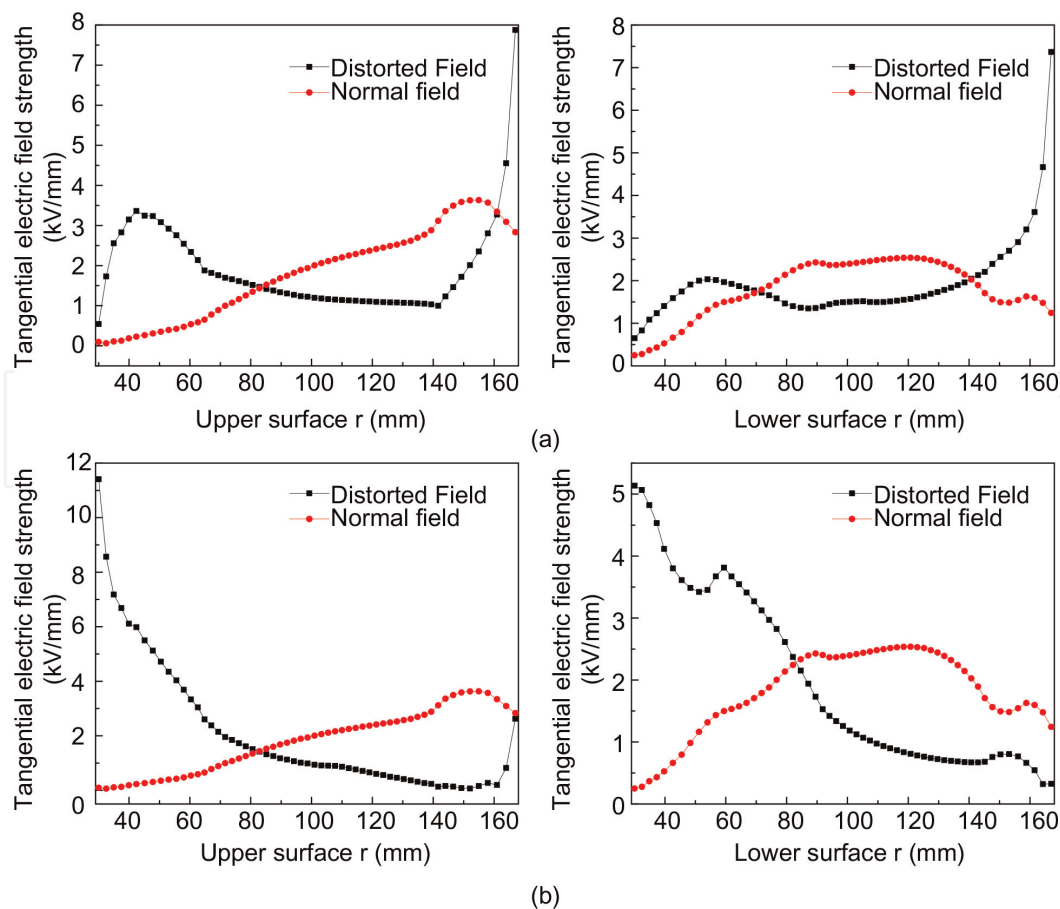 Tangential electric field strength
(kV/mm)
8
7
6
5
4
3
2
1
0
Distorted Field
Normal field
40 60 80 100 120 140 160
Upper surface r (mm)
Tangential electric field strength
(kV/mm)
8
7
6
5
4
3
2
1
0
Distorted Field
Normal field
40 60 80 100 120 140 160
Lower surface r (mm)
(a)
Tangential electric field strength
(kV/mm)
12
10
8
6
4
2
0
Distorted Field
Normal field
40 60 80 100 120 140 160
Upper surface r (mm)
Tangential electric field strength
(kV/mm)
5
4
3
2
1
0
Distorted Field
Normal field
40 60 80 100 120 140 160
Lower surface r (mm)
(b)